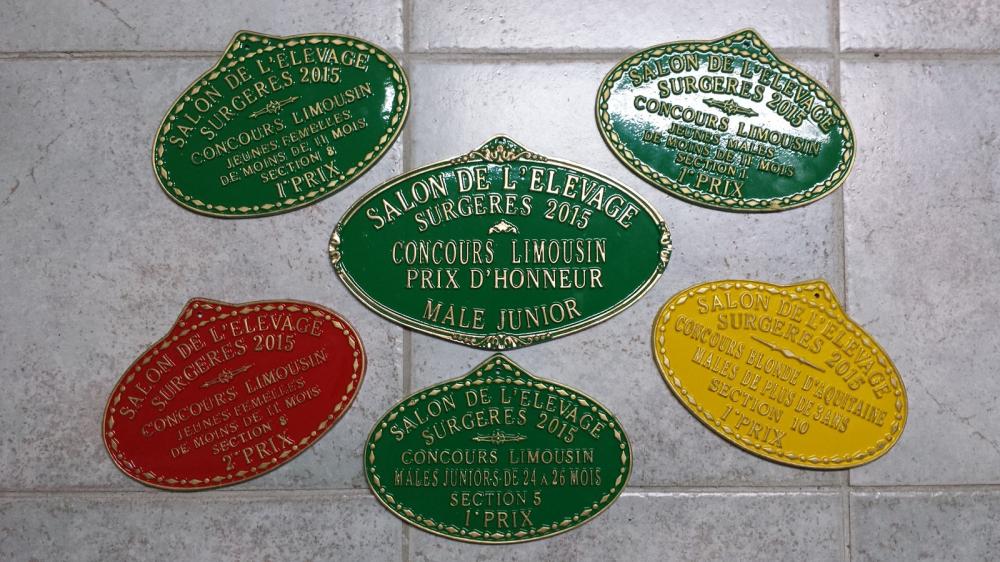 SALON DE L'ELEVAGE
SURGERES 2015
CONCOURS LIMOUSIN
JEUNES FEMELLES
DE MOINS DE 11 MOIS
SECTION 8
1° PRIX
SALON DE L'ELEVAGE
SURGERES 2015
CONCOURS LIMOUSIN
JEUNES MALES
DE MOINS DE 11 MOIS
SECTION 1
1° PRIX
SALON DE L'ELEVAGE
SURGERES 2015
CONCOURS LIMOUSIN
PRIX D'HONNEUR
MALE JUNIOR
SALON DE L'ELEVAGE
SURGERES 2015
CONCOURS LIMOUSIN
JEUNES FEMELLES
DE MOINS DE 11 MOIS
SECTION 8
2° PRIX
SALON DE L'ELEVAGE
SURGERES 2015
CONCOURS LIMOUSIN
MALES JUNIORS DE 24 A 26 MOIS
SECTION 5
1° PRIX
SALON DE L'ELEVAGE
SURGERES 2015
CONCOURS BLONDE D'AQUITAINE
MALES DE PLUS DE 3 ANS
SECTION 10
1° PRIX